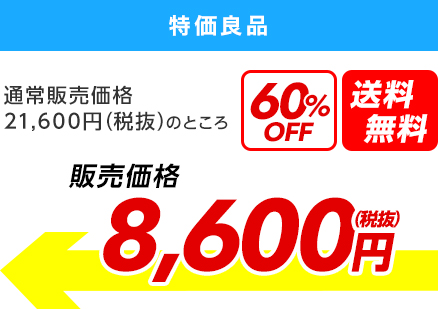 特価良品
通常販売価格
21,600円(税抜)のところ
60%
OFF
送料
無料
販売価格
8,600円(税抜)